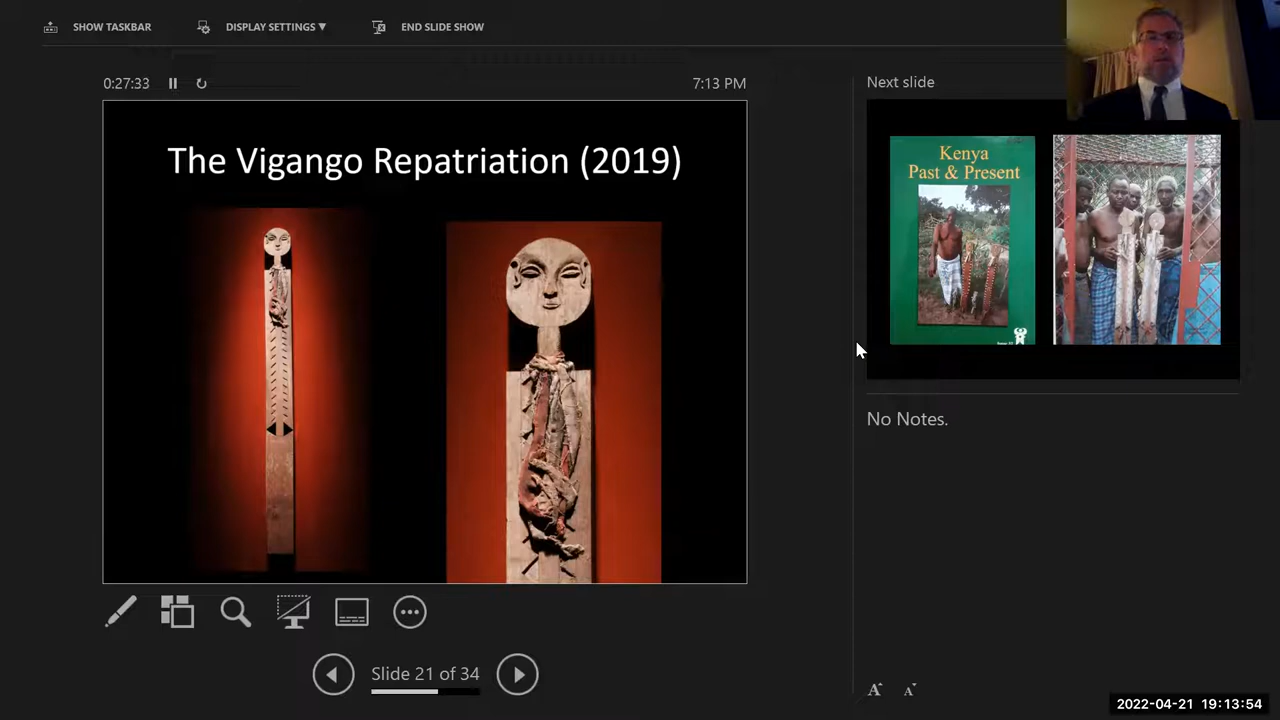 SHOW TASKBAR
DISPLAY SETTINGS ▼
END SLIDE SHOW
0:27:33
7:13 PM
Next slide
The Vigango Repatriation (2019)
Kenya
Past & Present
No Notes.
Slide 21 of 34
A A
2022-04-21 19:13:54